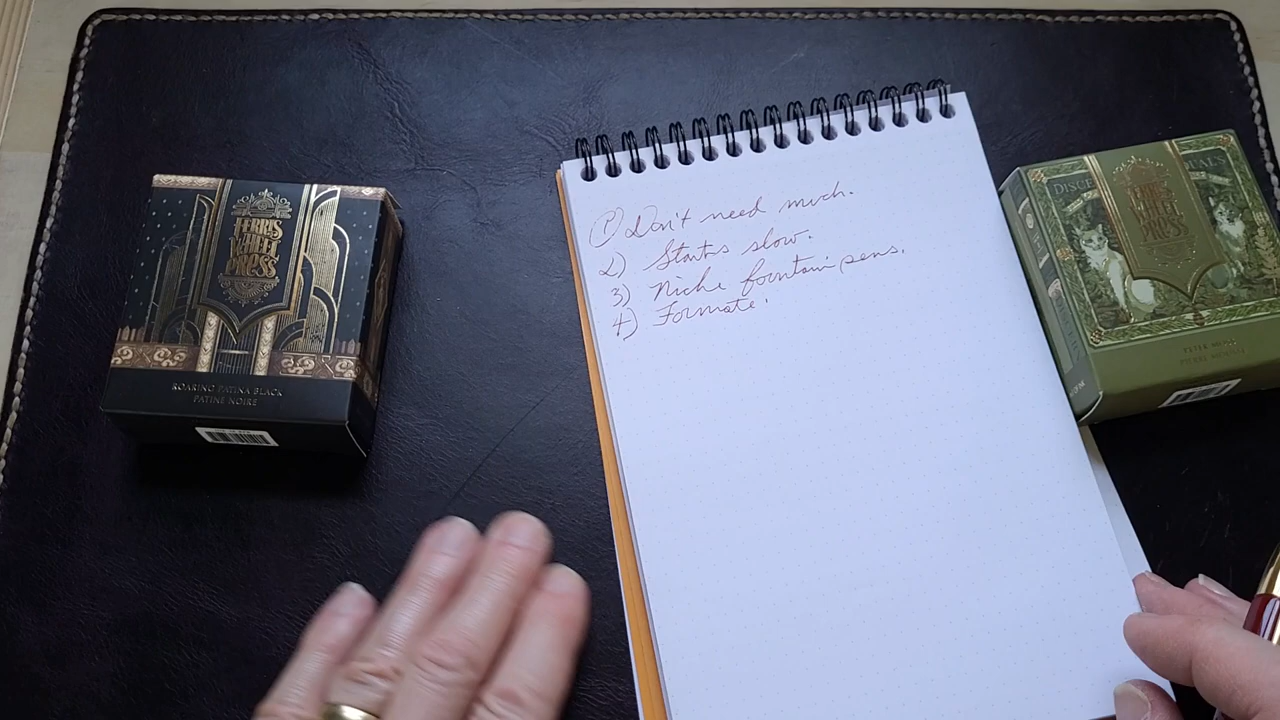 FERRIS
WHEEL
PRESS
ROARING PATINA BLACK
PATINE NOIRE
1) Don't need much.
2) Starts slow.
3) Niche fountain pens.
4) Formate.
FERRIS
WHEEL
PRESS